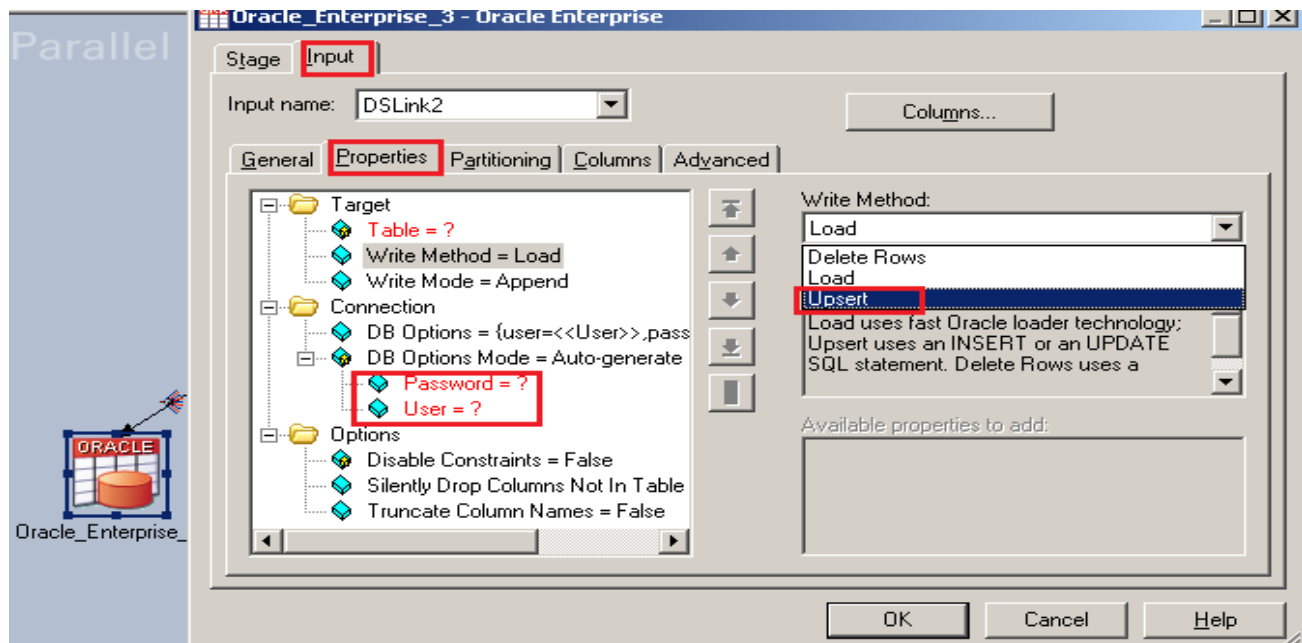 Oracle_Enterprise_3 - Oracle Enterprise
Parallel
Stage Input
Input name: DSLink2
Columns...
General Properties Partitioning Columns Advanced
Target
Table = ?
Write Method = Load
Write Mode = Append
Connection
DB Options = {user=<<User>>,pass
DB Options Mode = Auto-generate
Password = ?
User = ?
Options
Disable Constraints = False
Silently Drop Columns Not In Table
Truncate Column Names = False
Write Method:
Load
Delete Rows
Load
Upsert
Load uses fast Oracle loader technology;
Upsert uses an INSERT or an UPDATE
SQL statement. Delete Rows uses a
Available properties to add:
ORACLE
Oracle_Enterprise_
OK Cancel Help